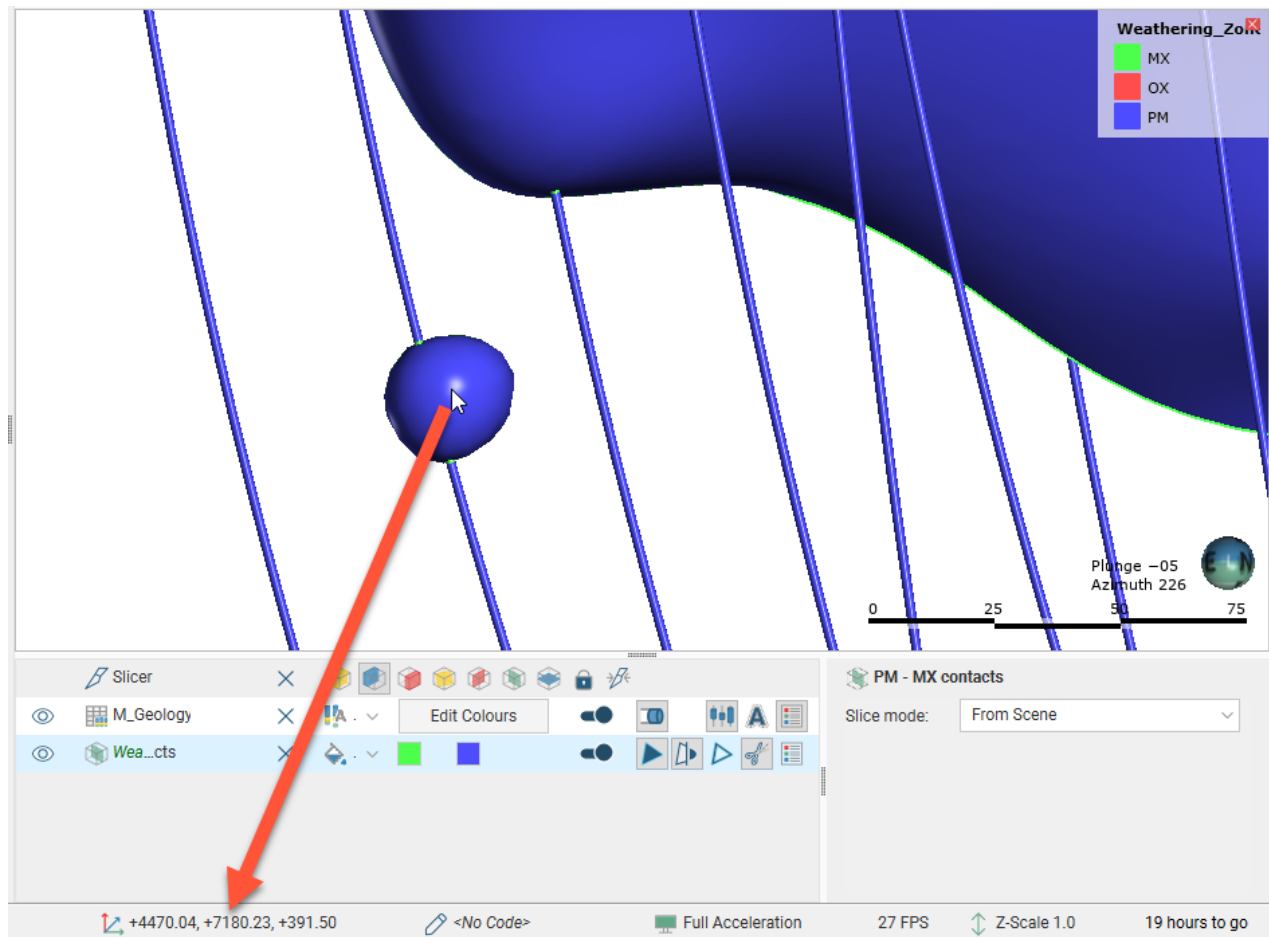 Weathering_Zon
MX
OX
PM
E N
Plunge −05
Azimuth 226
0 25 50 75
Slicer
M_Geology
A . Edit Colours A
Wea...cts .
PM - MX contacts
Slice mode: From Scene
+4470.04, +7180.23, +391.50 <No Code> Full Acceleration 27 FPS Z-Scale 1.0 19 hours to go